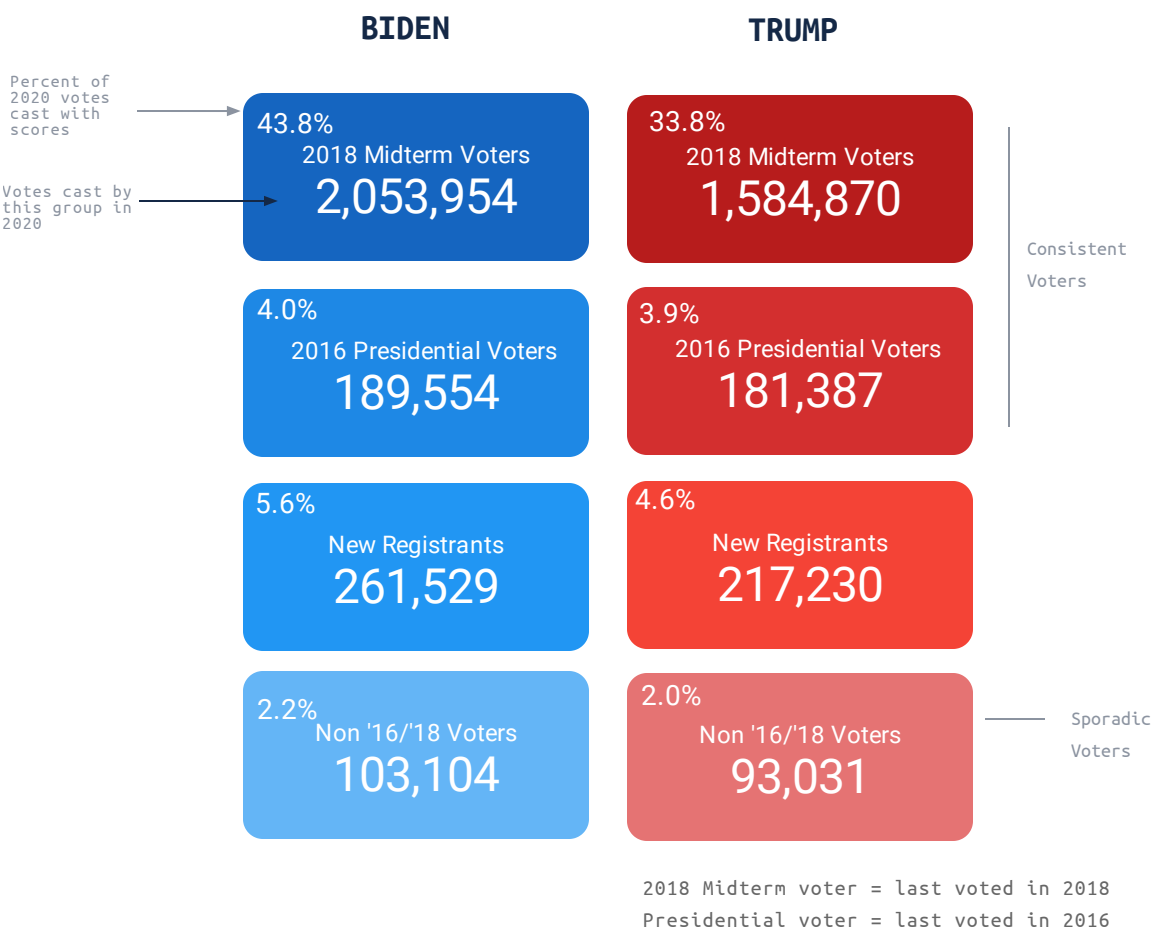 BIDEN
TRUMP
Percent of
2020 votes
cast with
scores
43.8%
2018 Midterm Voters
2,053,954
33.8%
2018 Midterm Voters
1,584,870
Votes cast by
this group in
2020
Consistent
Voters
4.0%
2016 Presidential Voters
189,554
3.9%
2016 Presidential Voters
181,387
5.6%
New Registrants
261,529
4.6%
New Registrants
217,230
2.2%
Non '16/'18 Voters
103,104
2.0%
Non '16/'18 Voters
93,031
Sporadic
Voters
2018 Midterm voter = last voted in 2018
Presidential voter = last voted in 2016